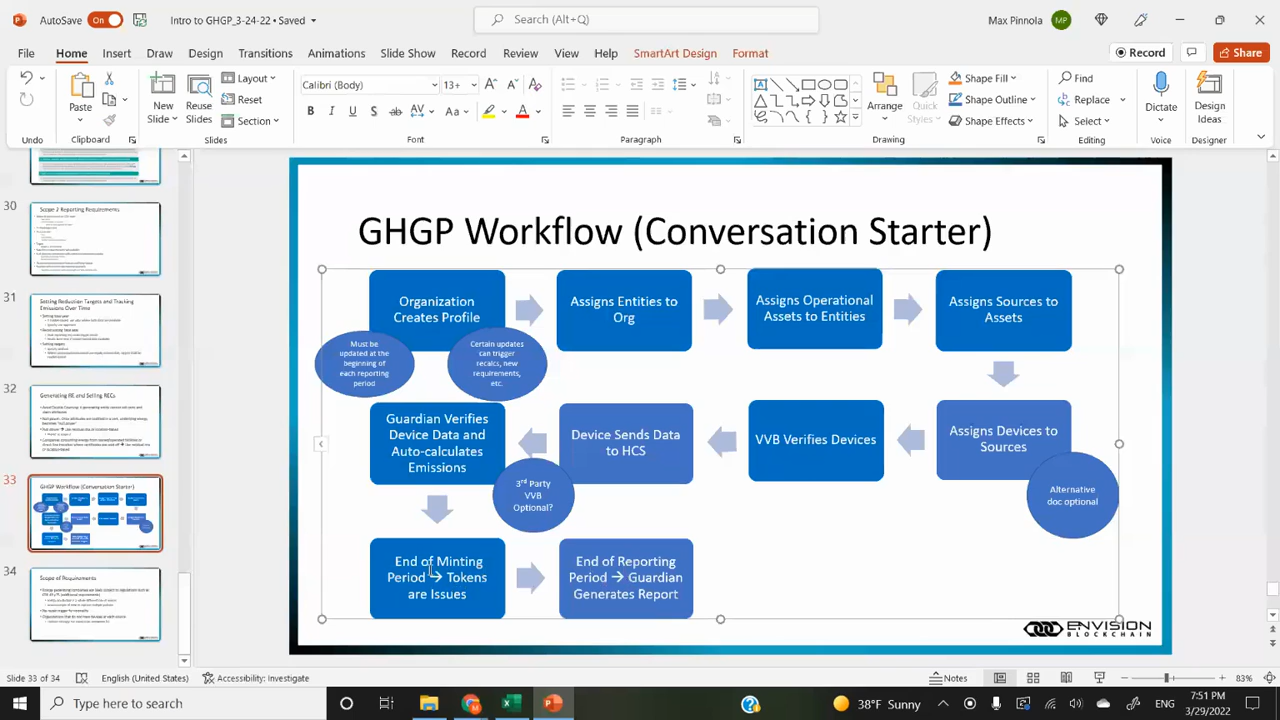 AutoSave
On
Intro to GHGP_3-24-22 • Saved
Search (Alt+Q)
Max Pinnola
MP
File
Home
Insert
Draw
Design
Transitions
Animations
Slide Show
Record
Review
View
Help
SmartArt Design
Format
Record
Share
Undo
Paste
Clipboard
New
Slide
Reuse
Slides
Layout
Reset
Section
Slides
Calibri (Body)
13+
Font
Paragraph
Arrange
Quick
Styles
Shape Fill
Shape Outline
Shape Effects
Drawing
Find
Replace
Select
Editing
Dictate
Voice
Design
Ideas
Designer
30
Scope 2 Reporting Requirements
31
Setting Reduction Targets and Tracking
Emissions Over Time
32
Generating RE and Selling RECs
33
GHGP Workflow (Conversation Starter)
34
Scope of Requirements
GHGP Workflow (Conversation Starter)
Organization
Creates Profile
Assigns Entities to
Org
Assigns Operational
Assets to Entities
Assigns Sources to
Assets
Must be
updated at the
beginning of
each reporting
period
Certain updates
can trigger
recalcs, new
requirements,
etc.
Guardian Verifies
Device Data and
Auto-calculates
Emissions
Device Sends Data
to HCS
VVB Verifies Devices
Assigns Devices to
Sources
3rd Party
VVB
Optional?
Alternative
doc optional
End of Minting
Period → Tokens
are Issues
End of Reporting
Period → Guardian
Generates Report
ENVISION
BLOCKCHAIN
Slide 33 of 34
English (United States)
Accessibility: Investigate
Notes
83%
Type here to search
38°F Sunny
ENG
7:51 PM
3/29/2022